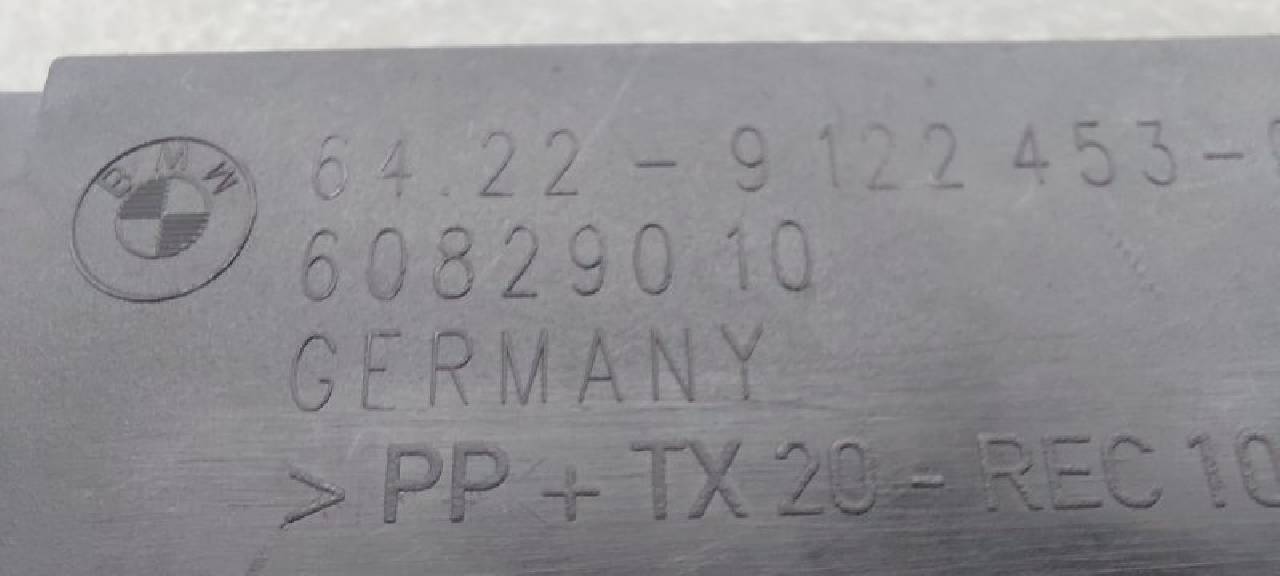 BMW
64.22 - 9 122 453 -
60829010
GERMANY
> PP + TX 20 - REC 10